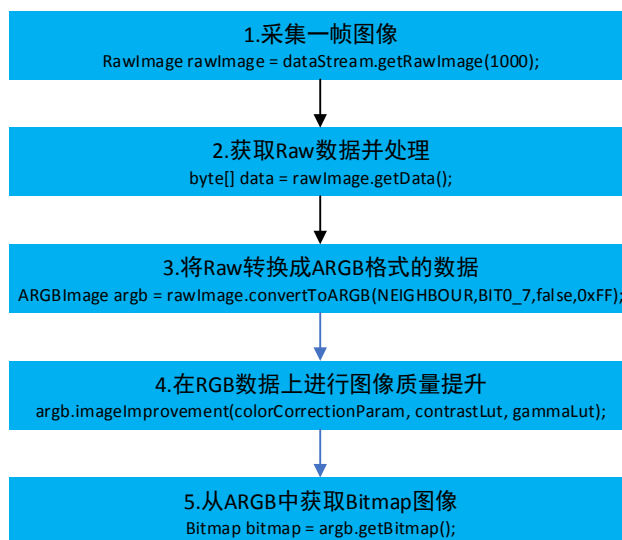 1.采集一帧图像
RawImage rawImage = dataStream.getRawImage(1000);
2.获取Raw数据并处理
byte[] data = rawImage.getData();
3.将Raw转换成ARGB格式的数据
ARGBImage argb = rawImage.convertToARGB(NEIGHBOUR,BIT0_7,false,0xFF);
4.在RGB数据上进行图像质量提升
argb.imageImprovement(colorCorrectionParam, contrastLut, gammaLut);
5.从ARGB中获取Bitmap图像
Bitmap bitmap = argb.getBitmap();